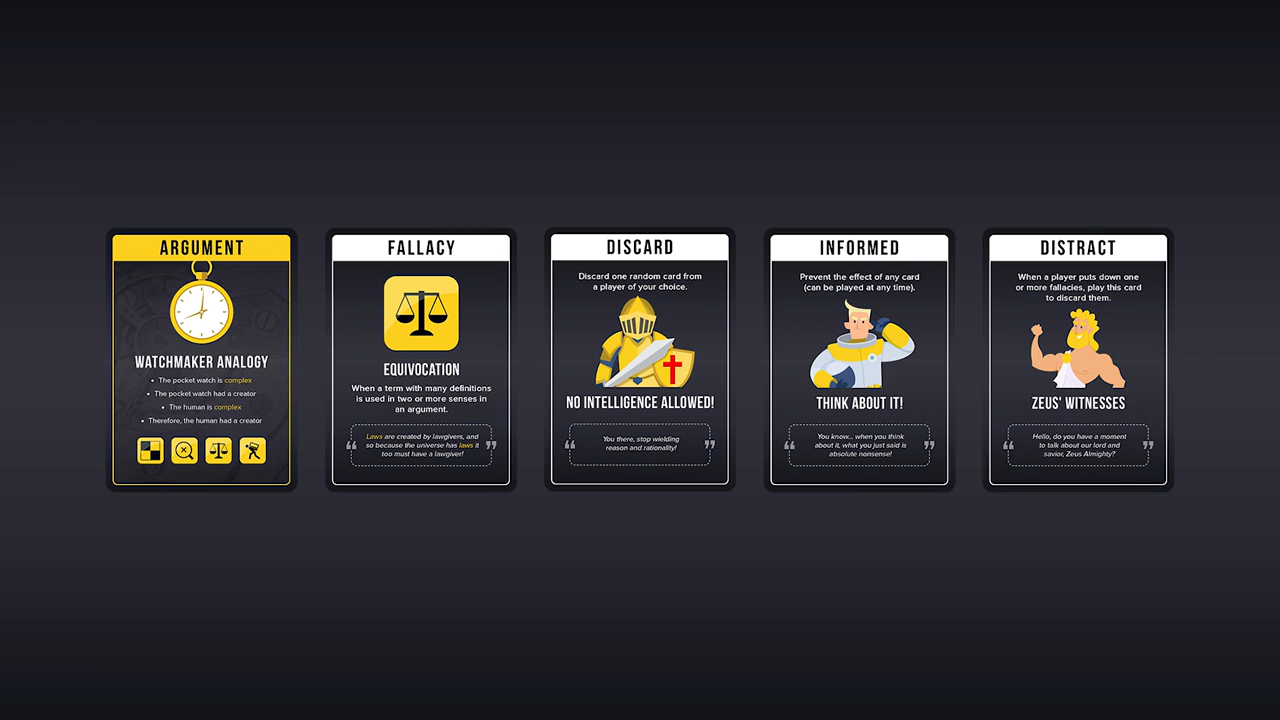 ARGUMENT
WATCHMAKER ANALOGY
• The pocket watch is complex
• The pocket watch had a creator
• The human is complex
• Therefore, the human had a creator
FALLACY
EQUIVOCATION
When a term with many definitions
is used in two or more senses in
an argument.
“ Laws are created by lawgivers, and
so because the universe has laws it
too must have a lawgiver! ”
DISCARD
Discard one random card from
a player of your choice.
NO INTELLIGENCE ALLOWED!
“ You there, stop wielding
reason and rationality! ”
INFORMED
Prevent the effect of any card
(can be played at any time).
THINK ABOUT IT!
“ You know... when you think
about it, what you just said is
absolute nonsense! ”
DISTRACT
When a player puts down one
or more fallacies, play this card
to discard them.
ZEUS' WITNESSES
“ Hello, do you have a moment
to talk about our lord and
savior, Zeus Almighty? ”